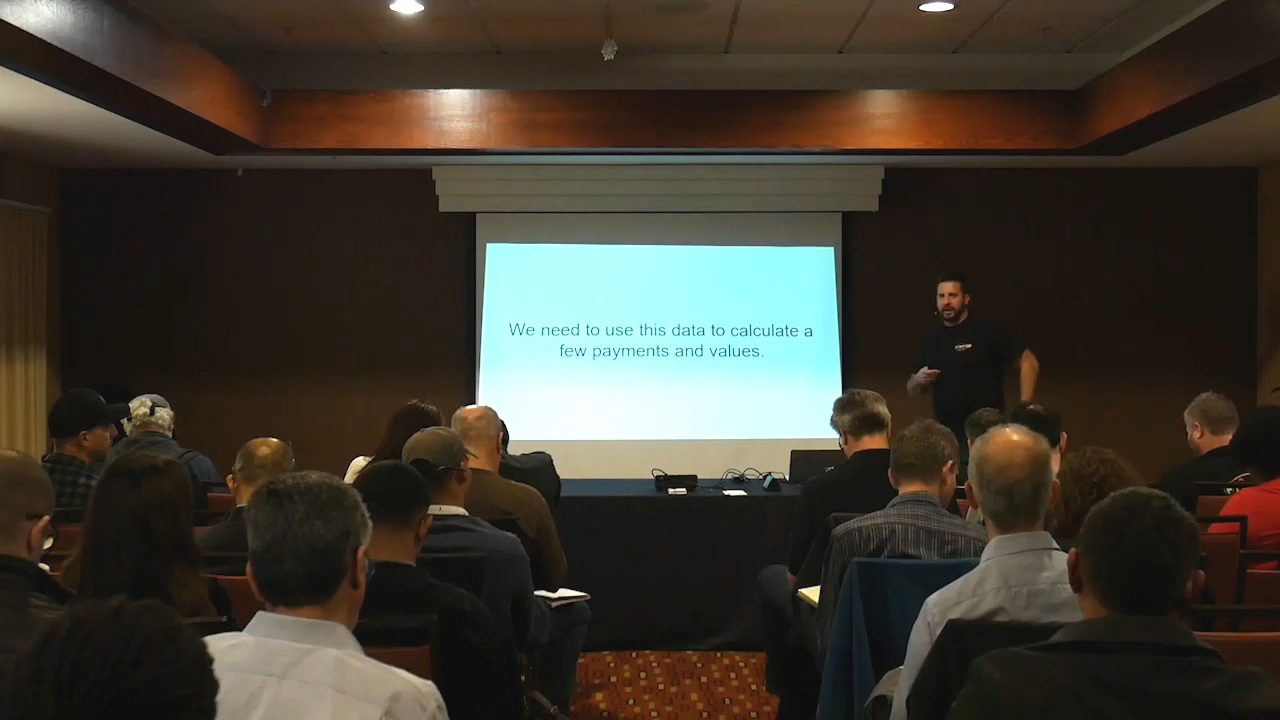 We need to use this data to calculate a
few payments and values.